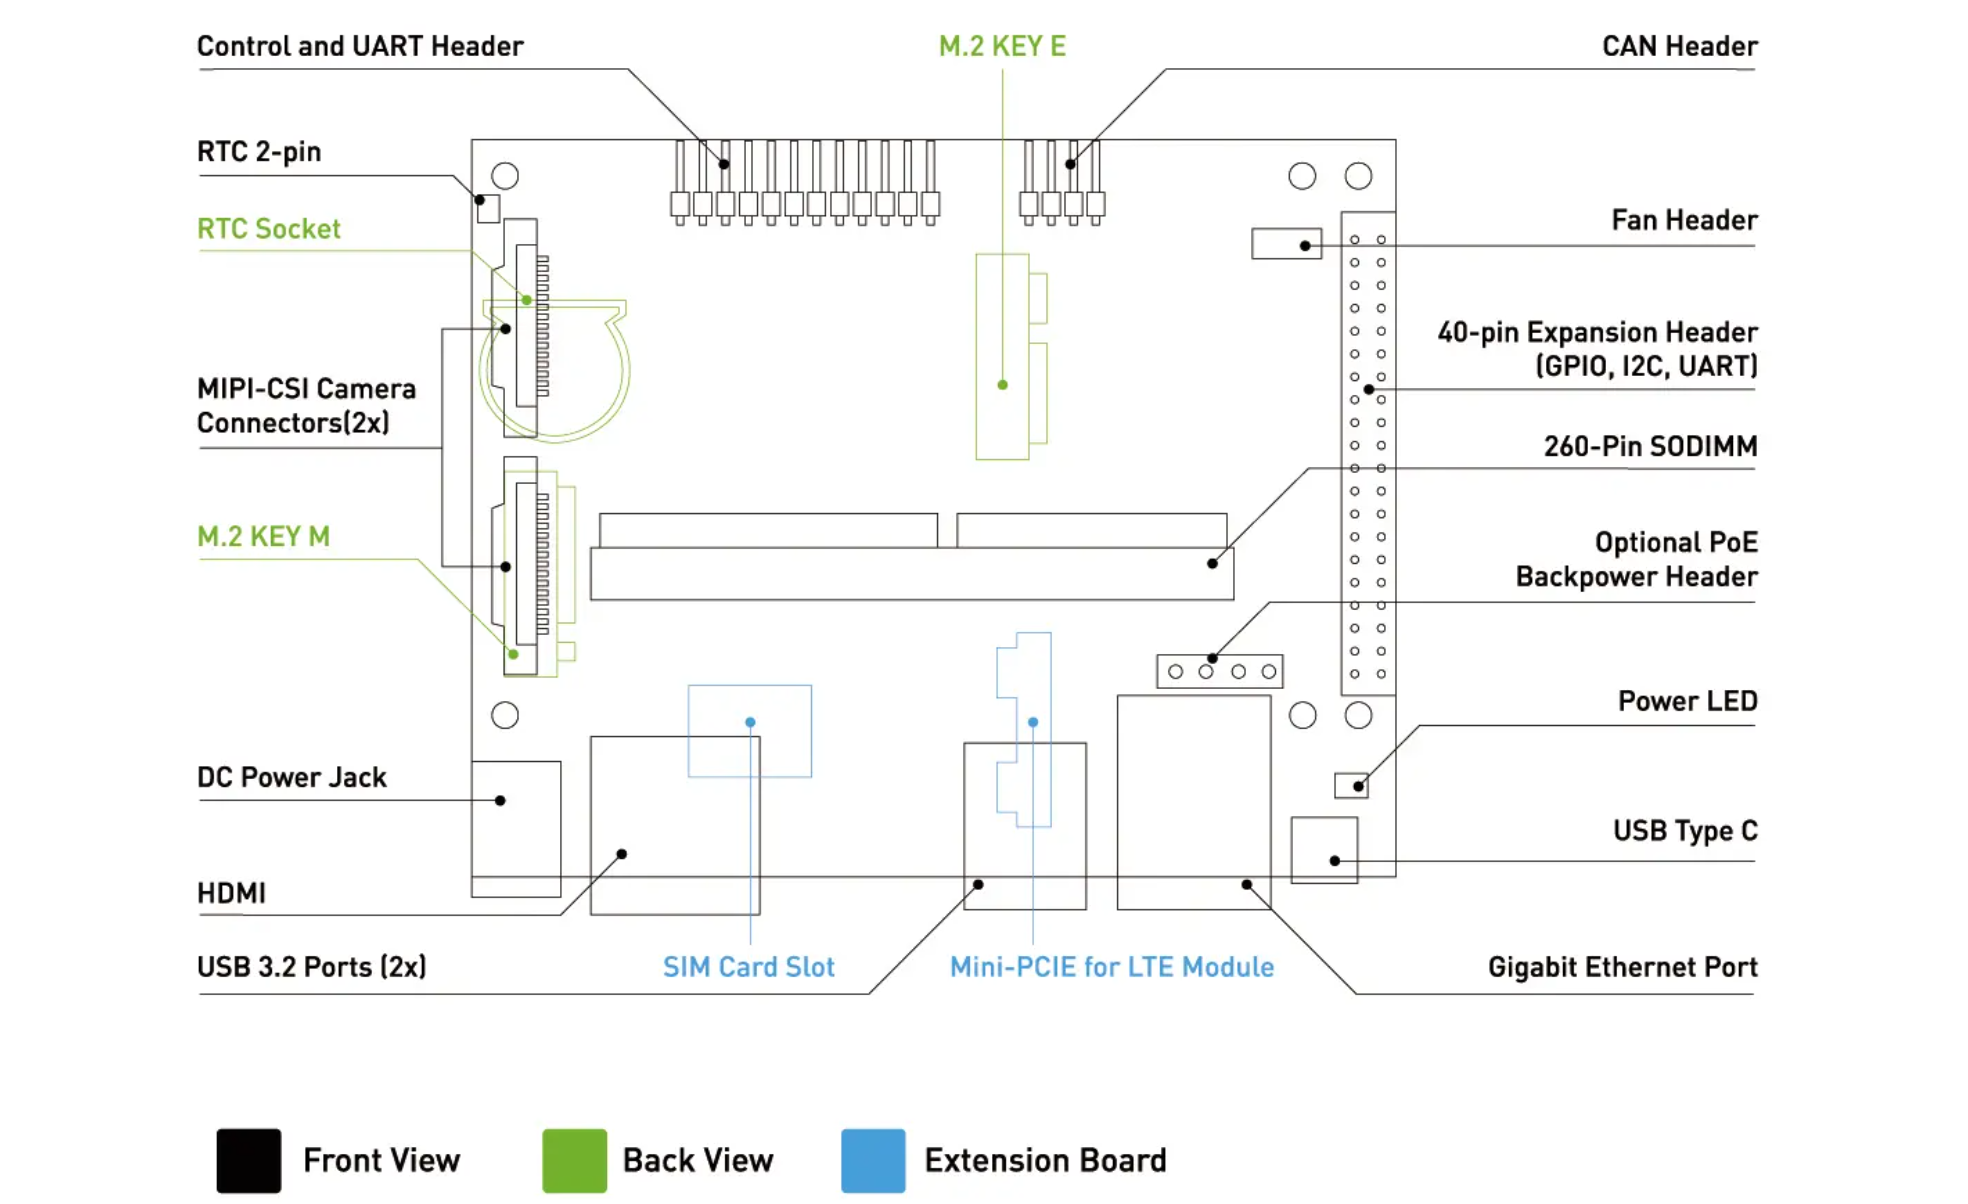 Control and UART Header
M.2 KEY E
CAN Header
RTC 2-pin
RTC Socket
Fan Header
40-pin Expansion Header
(GPIO, I2C, UART)
MIPI-CSI Camera
Connectors(2x)
260-Pin SODIMM
M.2 KEY M
Optional PoE
Backpower Header
Power LED
DC Power Jack
USB Type C
HDMI
USB 3.2 Ports (2x)
SIM Card Slot
Mini-PCIE for LTE Module
Gigabit Ethernet Port
Front View
Back View
Extension Board